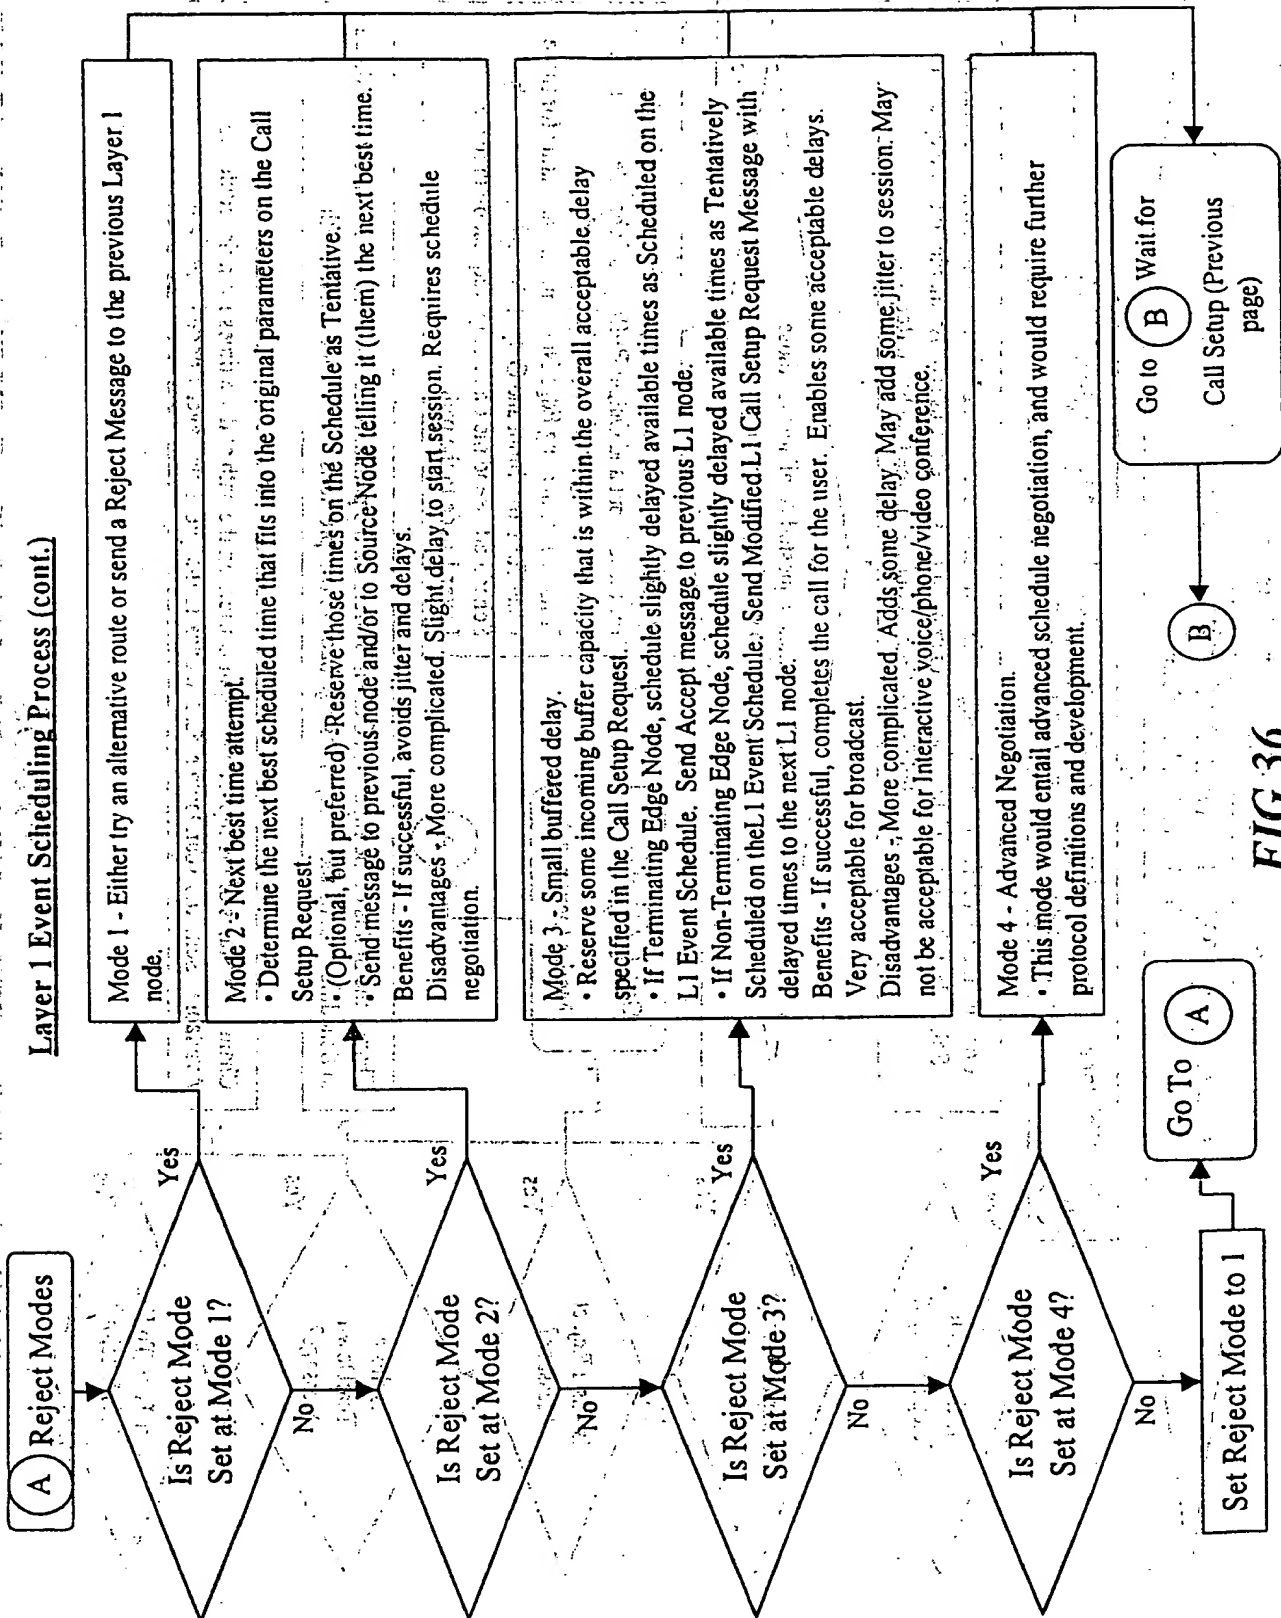 Layer 1 Event Scheduling Process (cont.)
A Reject Modes
Is Reject Mode
Set at Mode 1?
Yes
No
Mode 1 - Either try an alternative route or send a Reject Message to the previous Layer 1
node.
Is Reject Mode
Set at Mode 2?
Yes
No
Mode 2 - Next best time attempt.
• Determine the next best scheduled time that fits into the original parameters on the Call
Setup Request.
• (Optional, but preferred) -Reserve those times on the Schedule as Tentative.
• Send message to previous node and/or to Source Node telling it (them) the next best time.
Benefits - If successful, avoids jitter and delays.
Disadvantages - More complicated. Slight delay to start session. Requires schedule
negotiation.
Is Reject Mode
Set at Mode 3?
Yes
No
Mode 3 - Small buffered delay.
• Reserve some incoming buffer capacity that is within the overall acceptable delay
specified in the Call Setup Request.
• If Terminating Edge Node, schedule slightly delayed available times as Scheduled on the
L1 Event Schedule. Send Accept message to previous L1 node.
• If Non-Terminating Edge Node, schedule slightly delayed available times as Tentatively
Scheduled on theL1 Event Schedule. Send Modified L1 Call Setup Request Message with
delayed times to the next L1 node.
Benefits - If successful, completes the call for the user. Enables some acceptable delays.
Very acceptable for broadcast.
Disadvantages - More complicated. Adds some delay. May add some jitter to session. May
not be acceptable for Interactive voice/phone/video conference.
Is Reject Mode
Set at Mode 4?
Yes
No
Mode 4 - Advanced Negotiation.
• This mode would entail advanced schedule negotiation, and would require further
protocol definitions and development.
Set Reject Mode to 1
Go To A
B
Go to B Wait for
Call Setup (Previous
page)
FIG 36